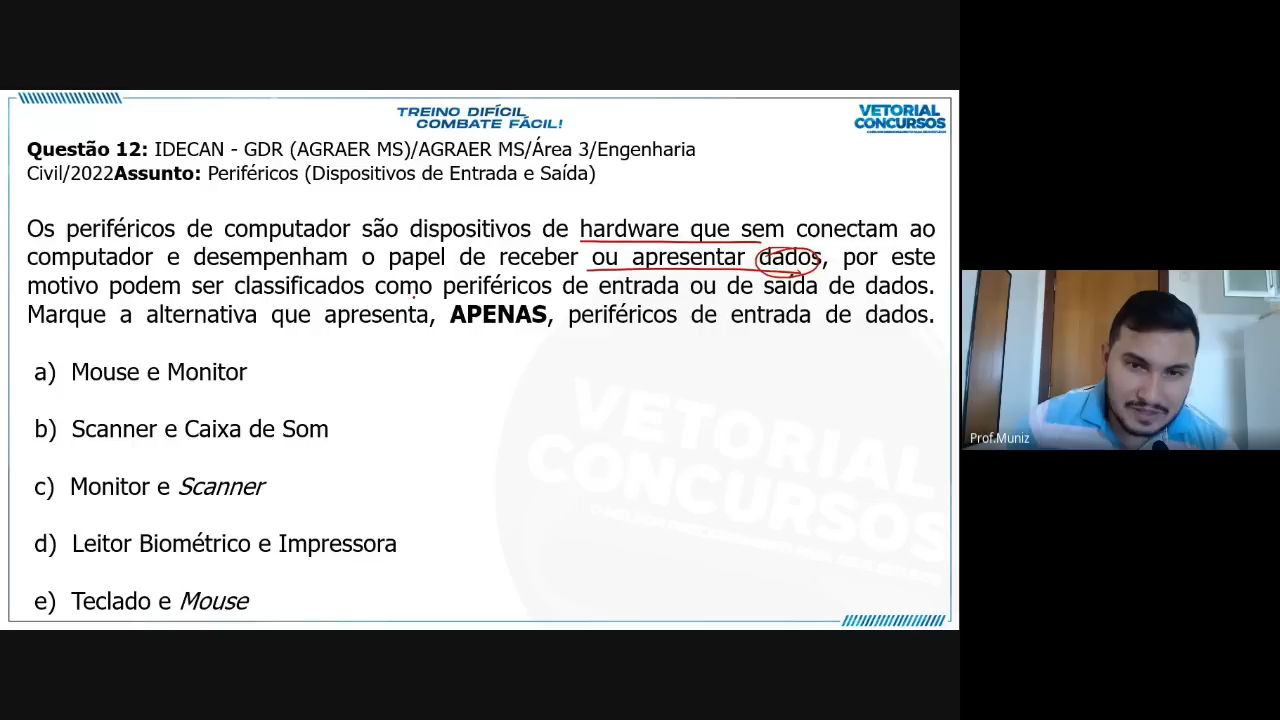 TREINO DIFÍCIL
COMBATE FÁCIL!
VETORIAL
CONCURSOS
Questão 12: IDECAN - GDR (AGRAER MS)/AGRAER MS/Área 3/Engenharia
Civil/2022Assunto: Periféricos (Dispositivos de Entrada e Saída)
Os periféricos de computador são dispositivos de hardware que sem conectam ao
computador e desempenham o papel de receber ou apresentar dados, por este
motivo podem ser classificados como periféricos de entrada ou de saída de dados.
Marque a alternativa que apresenta, APENAS, periféricos de entrada de dados.
a) Mouse e Monitor
b) Scanner e Caixa de Som
c) Monitor e Scanner
d) Leitor Biométrico e Impressora
e) Teclado e Mouse
VETORIAL
CONCURSOS
Prof.Muniz